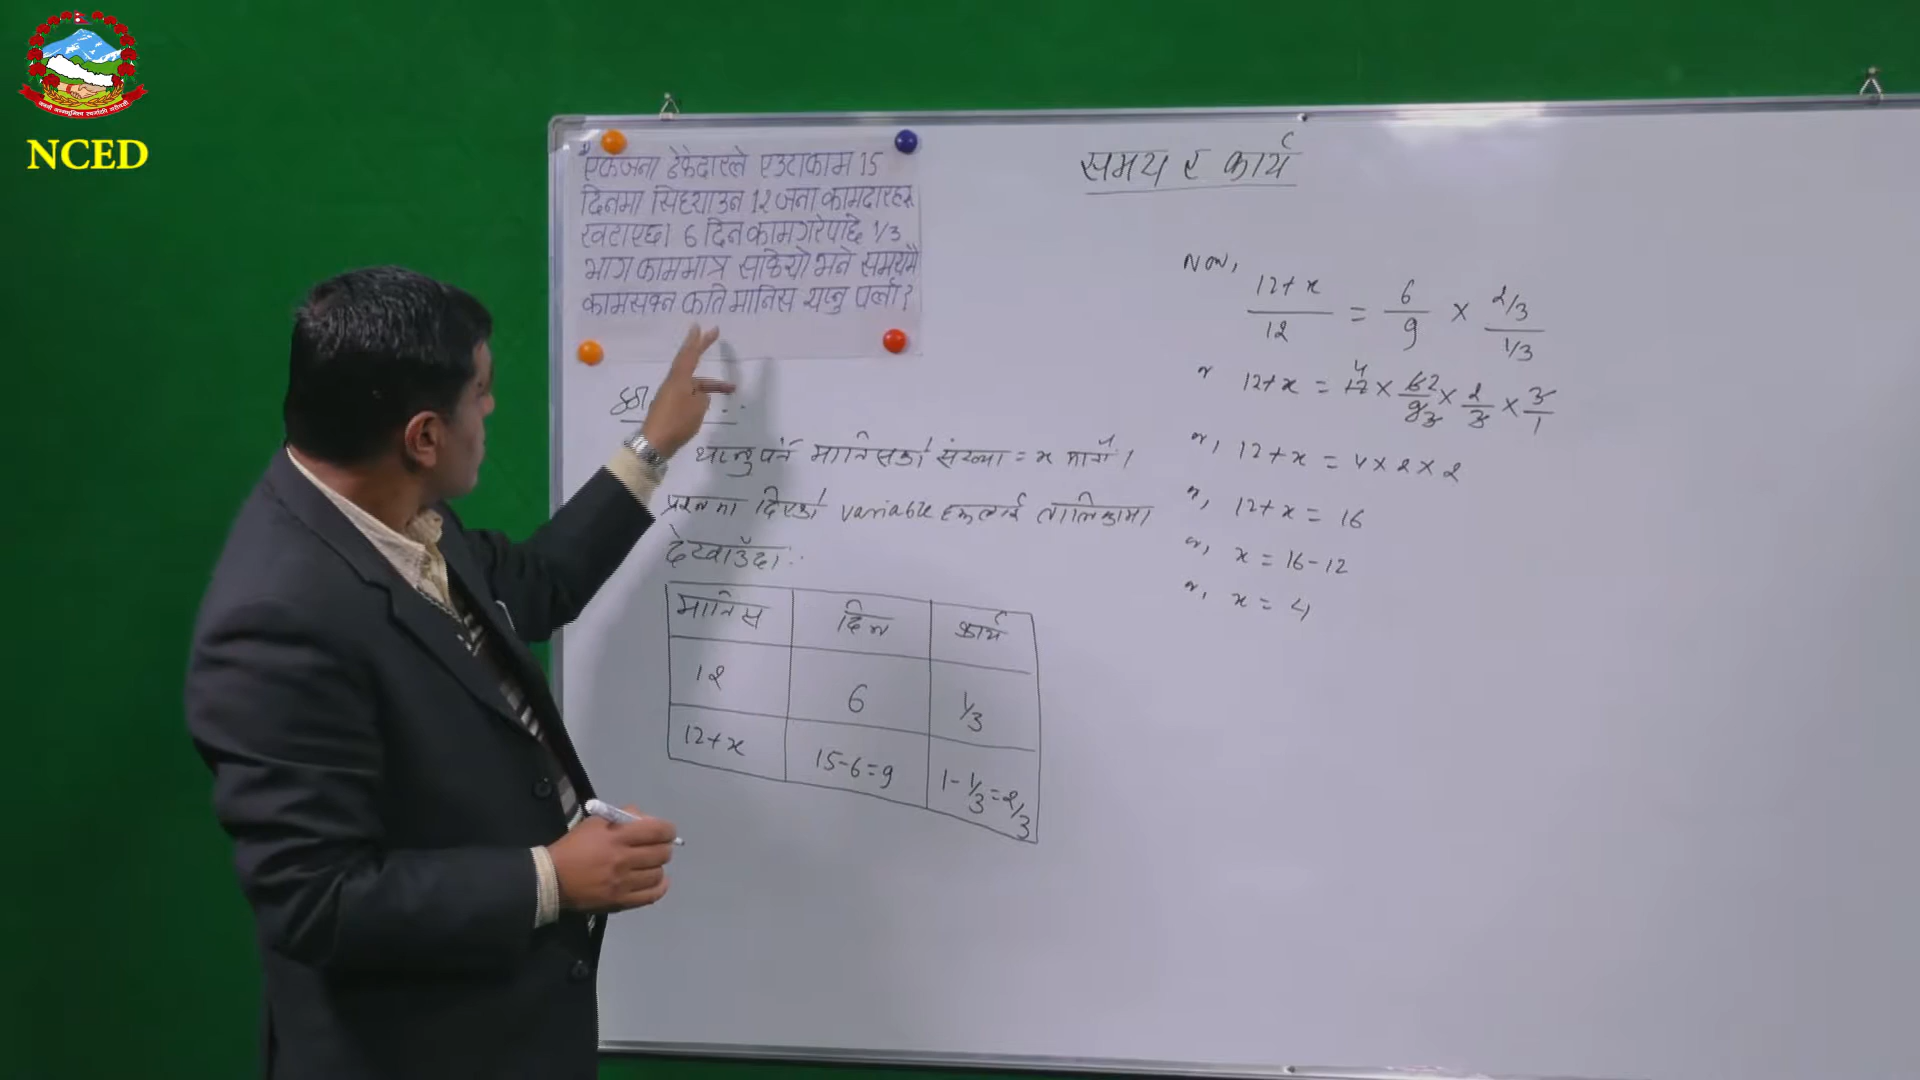 NCED
एकजना ठेकेदारले एउटा काम 15
दिनमा सिध्याउन 12 जना कामदारहरू
खटाएछ। 6 दिन काम गरेपछि 1/3
भाग काम मात्र सकियो भने समयमै
काम सक्न कति मानिस थप्नु पर्ला?
समय र कार्य
थप्नु पर्ने मानिसको संख्या = x मानौं।
प्रश्नमा दिएको variable हरूलाई तालिकामा
देखाउँदा:
मानिस दिन कार्य
12 6 1/3
12+x 15-6=9 1-1/3=2/3
Now,
12+x/12 = 6/9 × 2/3/1/3
or 12+x = 12 4 × 6 2/9 3 × 2/3 × 3/1
or, 12+x = 4×2×2
or, 12+x = 16
or, x = 16-12
or, x = 4